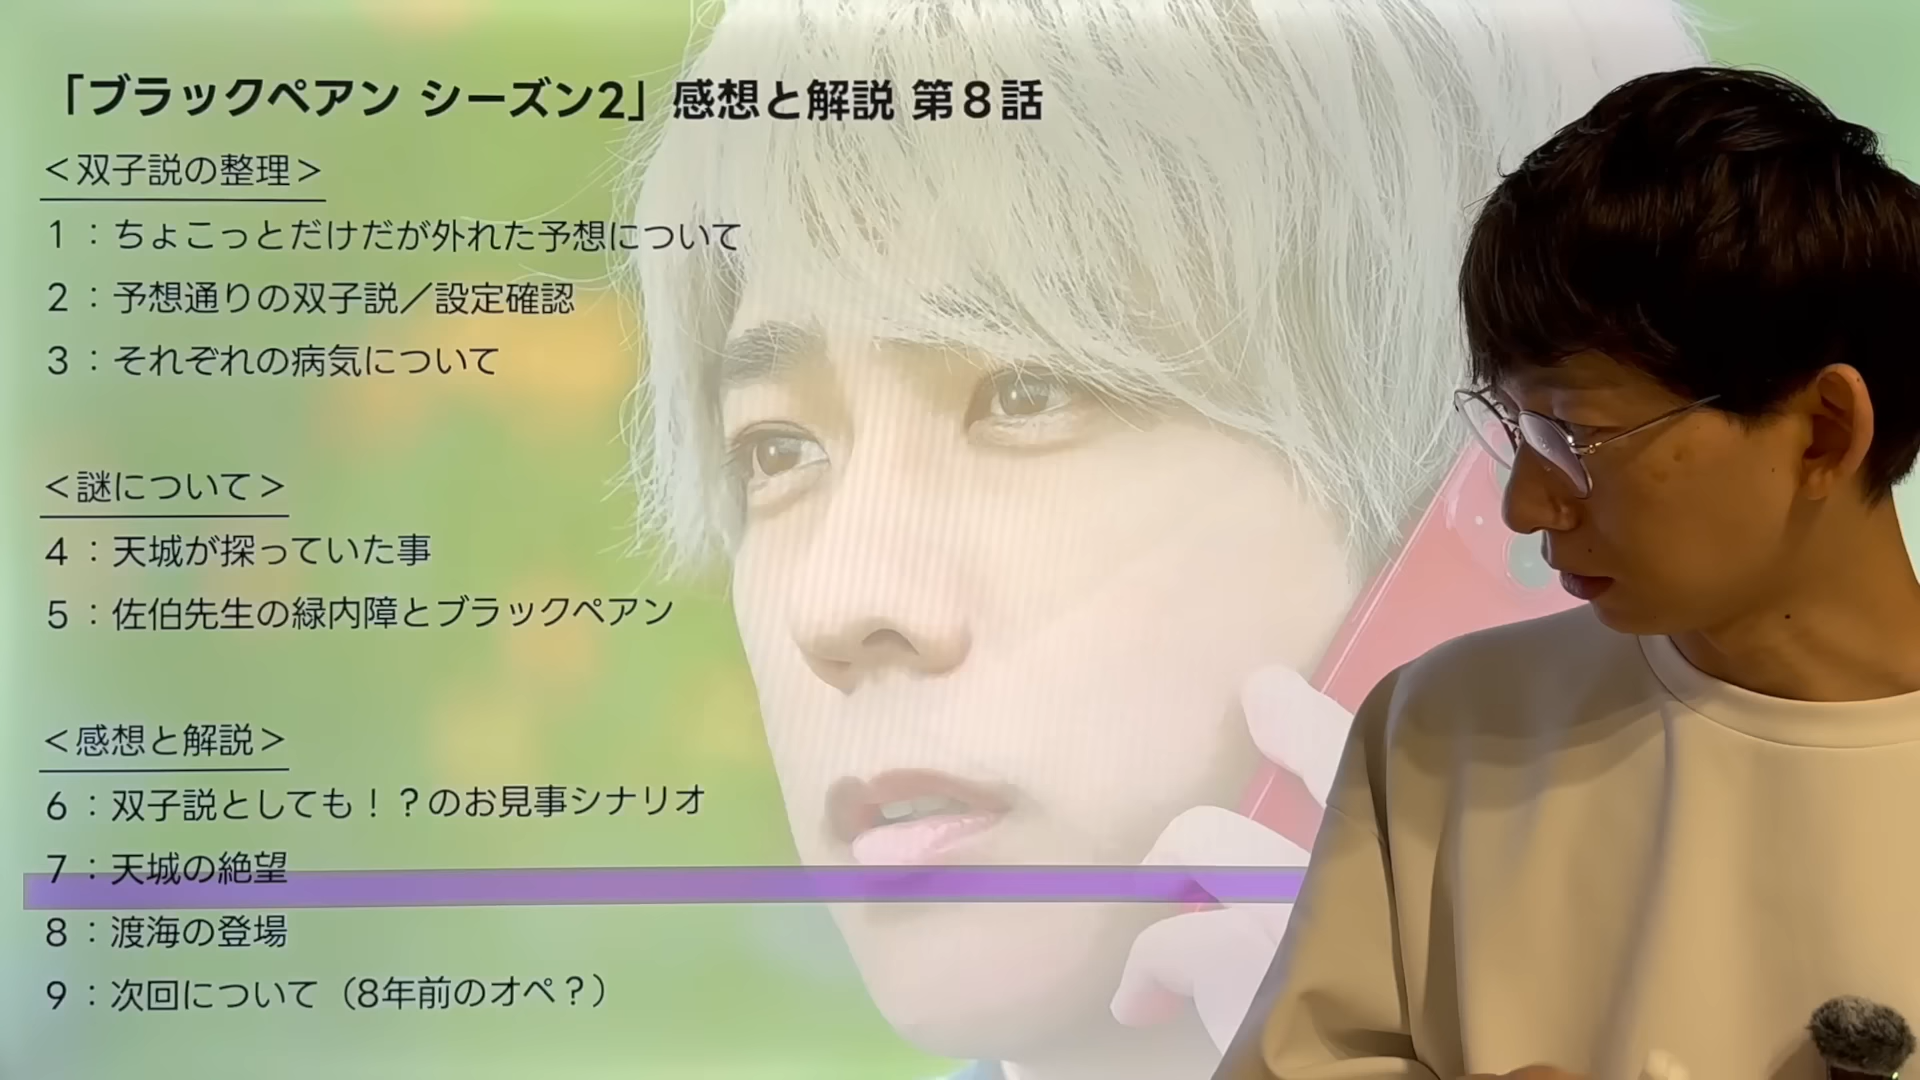 「ブラックペアン シーズン2」感想と解説 第８話
＜双子説の整理＞
1：ちょこっとだけだが外れた予想について
2：予想通りの双子説／設定確認
3：それぞれの病気について
＜謎について＞
4：天城が探っていた事
5：佐伯先生の緑内障とブラックペアン
＜感想と解説＞
6：双子説としても！？のお見事シナリオ
7：天城の絶望
8：渡海の登場
9：次回について（8年前のオペ？）